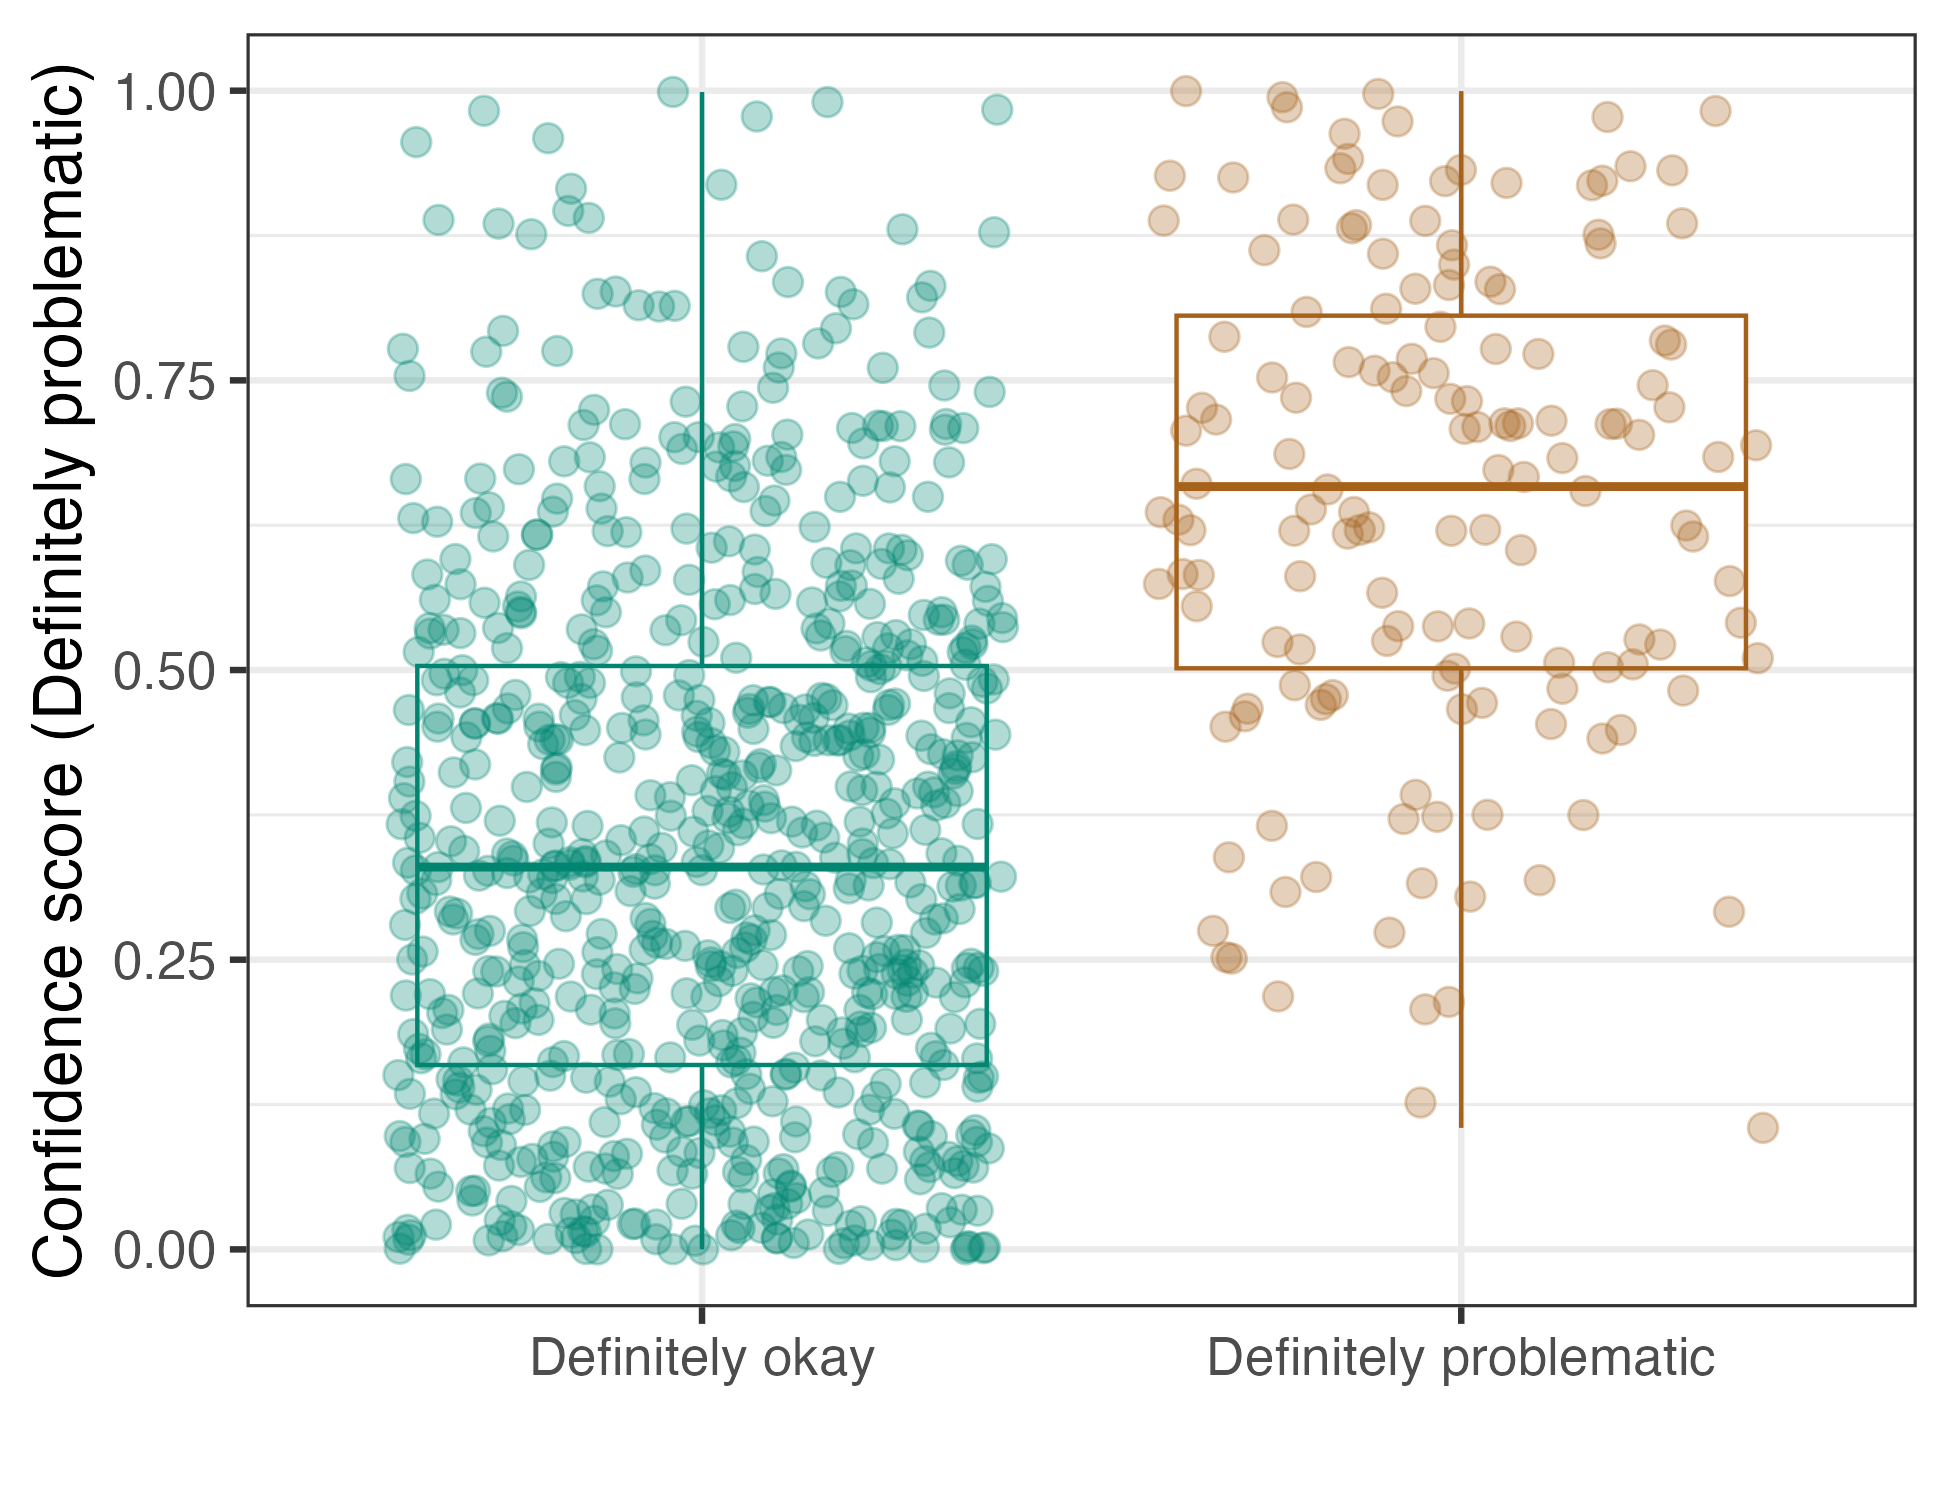 Confidence score (Definitely problematic)
1.00
0.75
0.50
0.25
0.00
Definitely okay
Definitely problematic